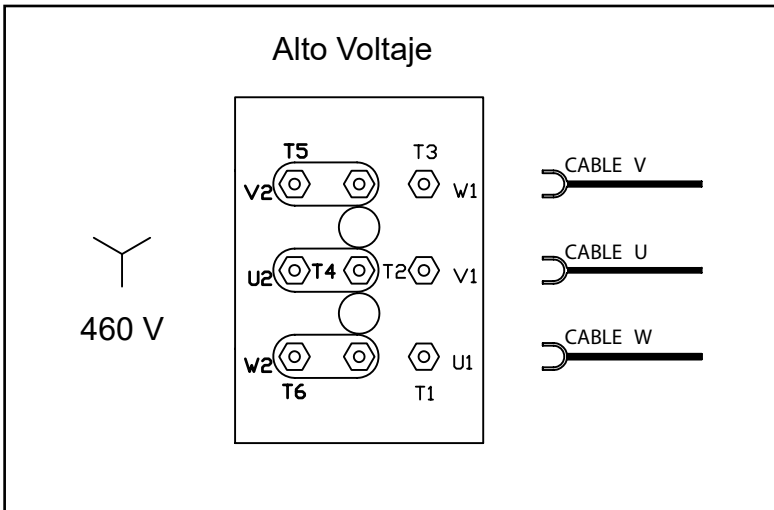 Alto Voltaje
T5 T3
V2 W1 CABLE V
U2 T4 T2 V1 CABLE U
W2 U1 CABLE W
T6 T1
460 V